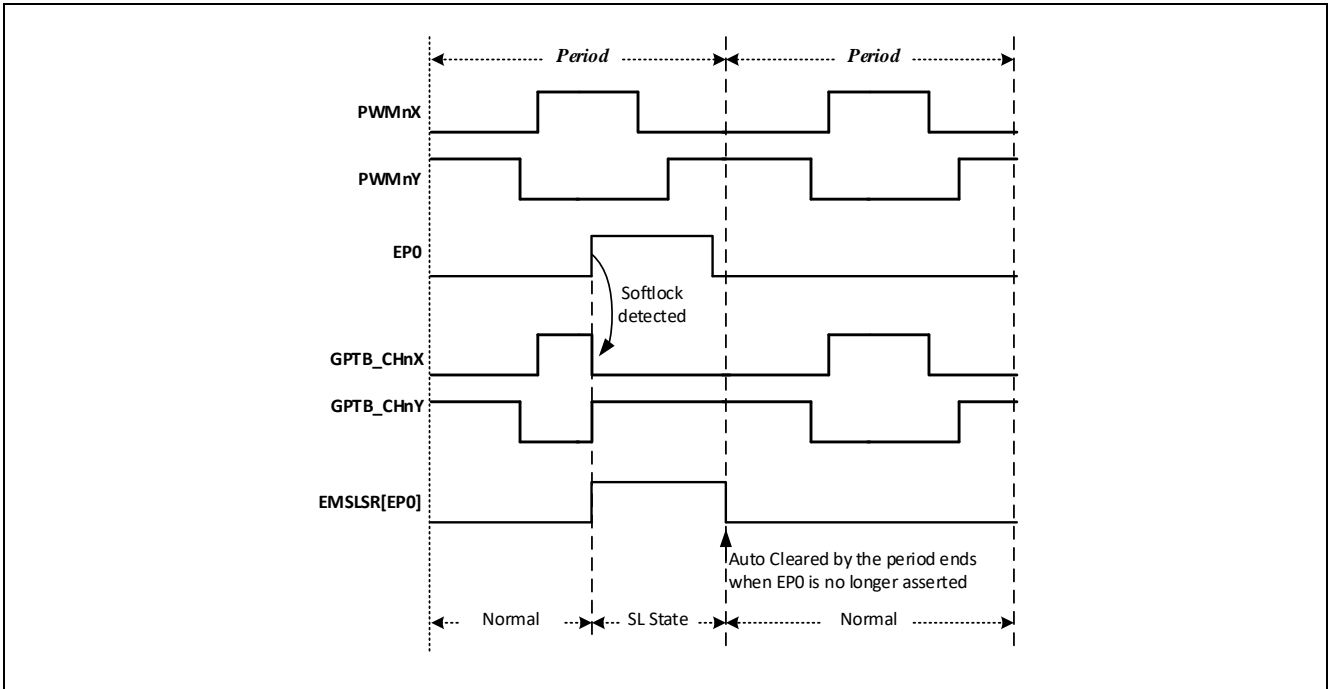 Period Period
PWMnX
PWMnY
EP0
Softlock
detected
GPTB_CHnX
GPTB_CHnY
EMSLSR[EP0]
Auto Cleared by the period ends
when EP0 is no longer asserted
Normal SL State Normal